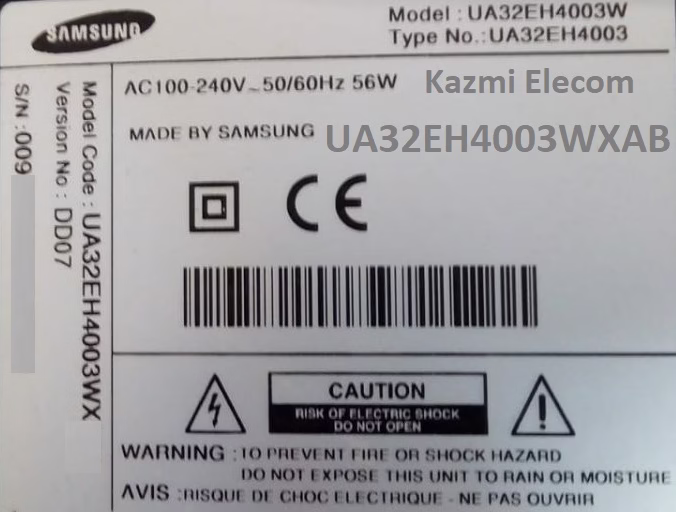 SAMSUNG
Model : UA32EH4003W
Type No.:UA32EH4003
AC100-240V~50/60Hz 56W
Kazmi Elecom
MADE BY SAMSUNG
UA32EH4003WXAB
Model Code : UA32EH4003WX
Version No : DD07
S/N :009
CE
CAUTION
RISK OF ELECTRIC SHOCK
DO NOT OPEN
WARNING :TO PREVENT FIRE OR SHOCK HAZARD
DO NOT EXPOSE THIS UNIT TO RAIN OR MOISTURE
AVIS :RISQUE DE CHOC ELECTRIQUE - NE PAS OUVRIR